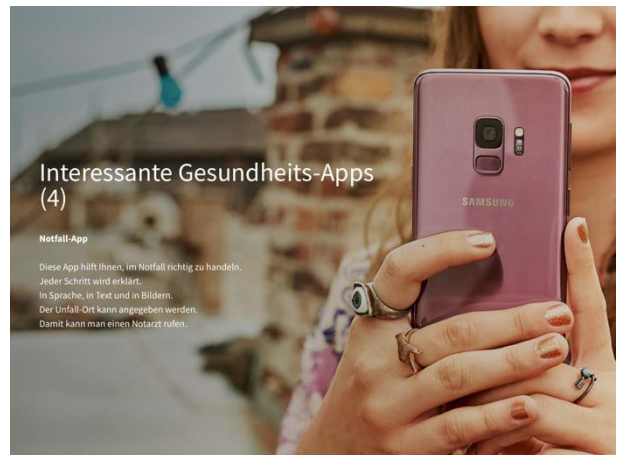 Interessante Gesundheits-Apps
(4)
Notfall-App
Diese App hilft Ihnen, im Notfall richtig zu handeln.
Jeder Schritt wird erklärt.
In Sprache, in Text und in Bildern.
Der Unfall-Ort kann angegeben werden.
Damit kann man einen Notarzt rufen.
SAMSUNG